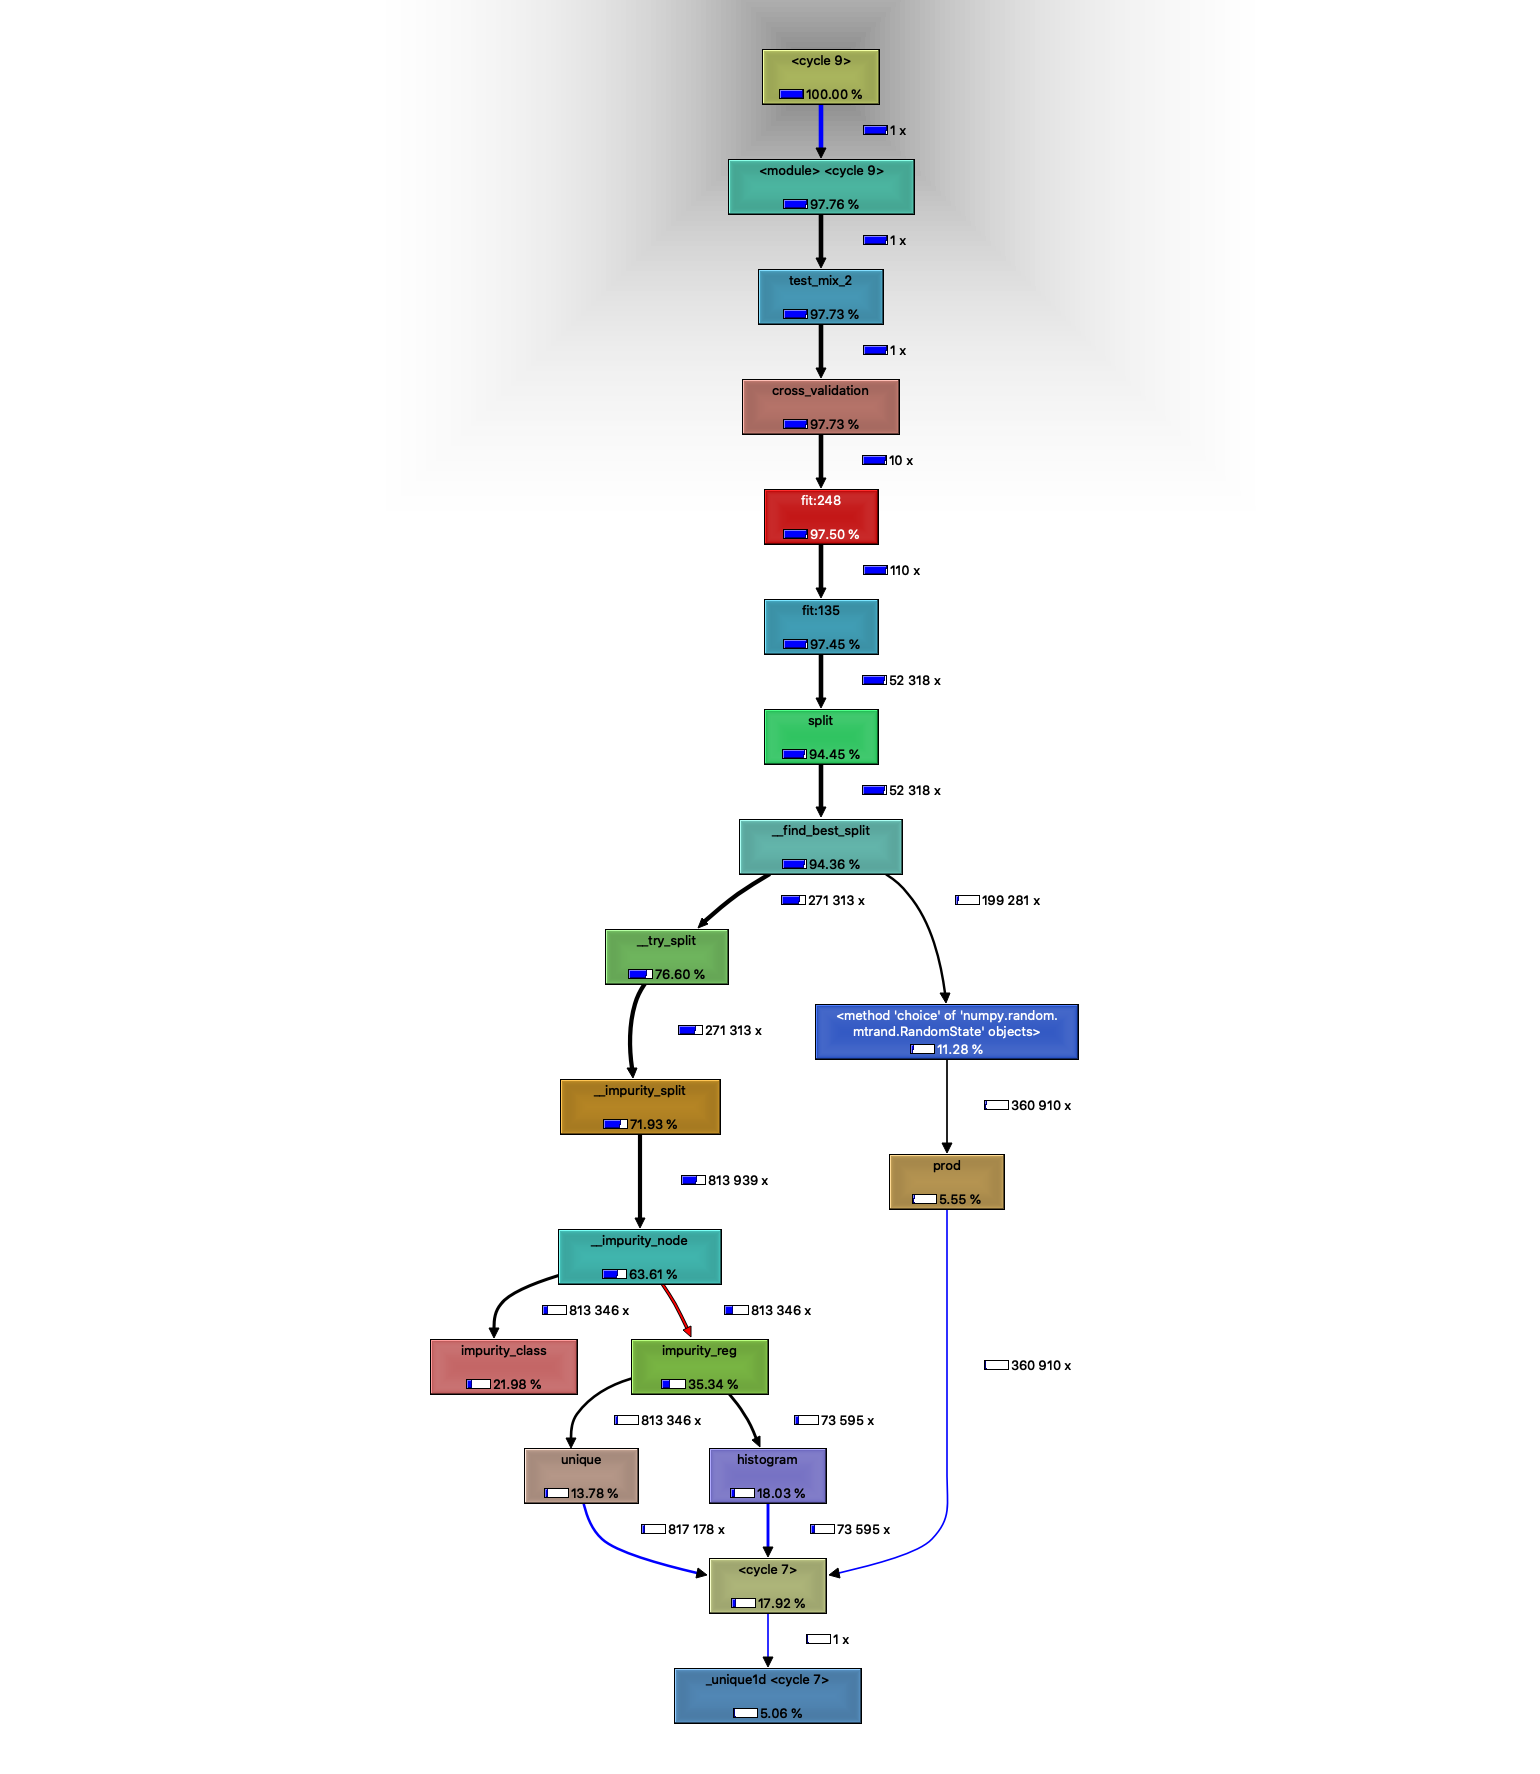 <cycle 9>
100.00 %
1 x
<module> <cycle 9>
97.76 %
1 x
test_mix_2
97.73 %
1 x
cross_validation
97.73 %
10 x
fit:248
97.50 %
110 x
fit:135
97.45 %
52 318 x
split
94.45 %
52 318 x
__find_best_split
94.36 %
271 313 x
199 281 x
__try_split
76.60 %
<method 'choice' of 'numpy.random.
mtrand.RandomState' objects>
11.28 %
271 313 x
__impurity_split
71.93 %
360 910 x
prod
5.55 %
813 939 x
__impurity_node
63.61 %
813 346 x
813 346 x
impurity_class
21.98 %
impurity_reg
35.34 %
360 910 x
813 346 x
73 595 x
unique
13.78 %
histogram
18.03 %
817 178 x
73 595 x
<cycle 7>
17.92 %
1 x
_unique1d <cycle 7>
5.06 %